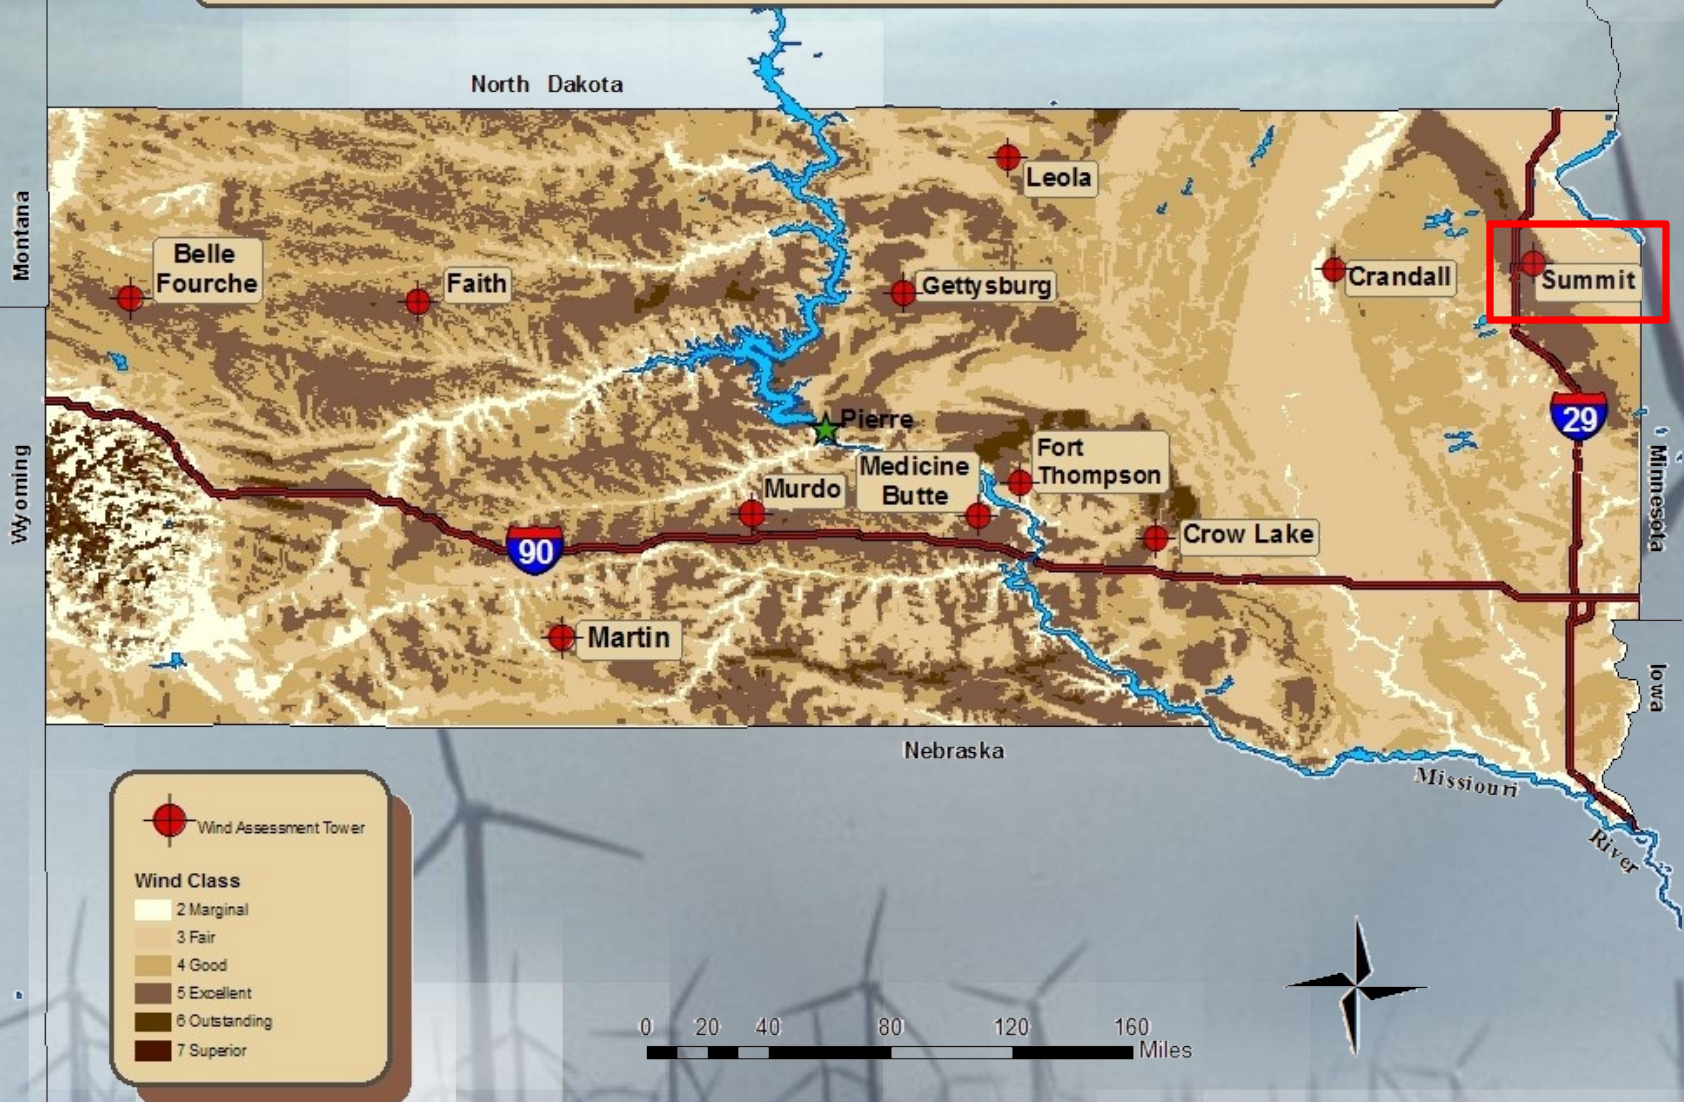 North Dakota
Montana
Wyoming
Minnesota
Iowa
Nebraska
Leola
Belle
Fourche
Faith
Gettysburg
Crandall
Summit
Pierre
29
Fort
Thompson
Medicine
Butte
Murdo
Crow Lake
90
Martin
Missouri
River
Wind Assessment Tower
Wind Class
2 Marginal
3 Fair
4 Good
5 Excellent
6 Outstanding
7 Superior
0 20 40 80 120 160
Miles